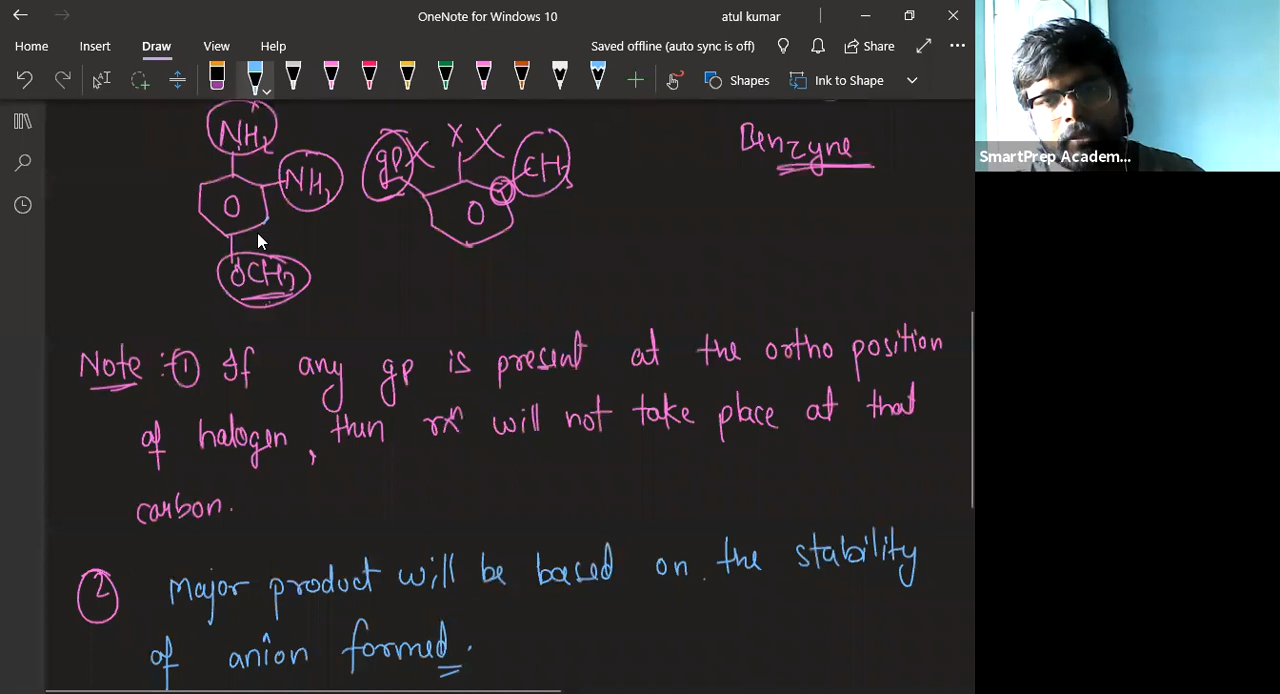 OneNote for Windows 10
atul kumar
Home Insert Draw View Help
Saved offline (auto sync is off)
Share
Shapes
Ink to Shape
NH2
NH2
OCH3
gp X X X CH3
Benzyne
SmartPrep Academ...
Note :- ① If any gp is present at the ortho position
of halogen, then rxn will not take place at that
carbon.
② Major product will be based on the stability
of anion formed.